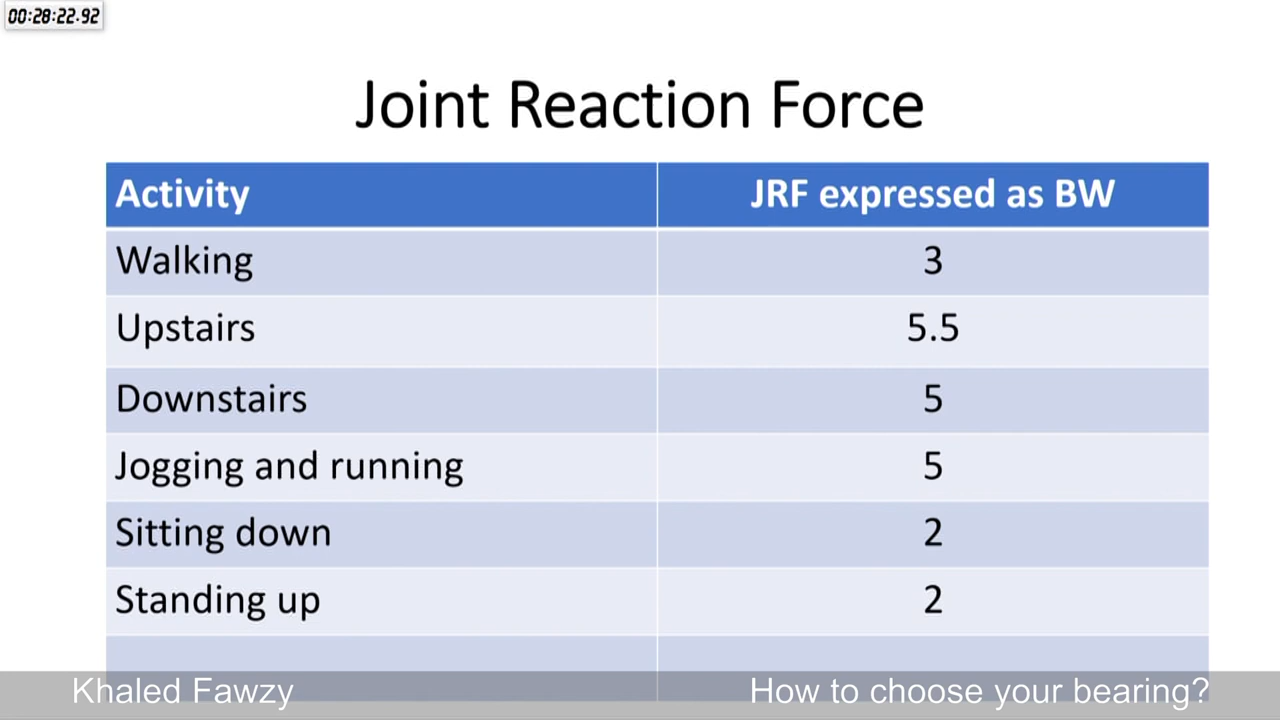 00:28:22.92
Joint Reaction Force
Activity JRF expressed as BW
Walking 3
Upstairs 5.5
Downstairs 5
Jogging and running 5
Sitting down 2
Standing up 2
Khaled Fawzy How to choose your bearing?